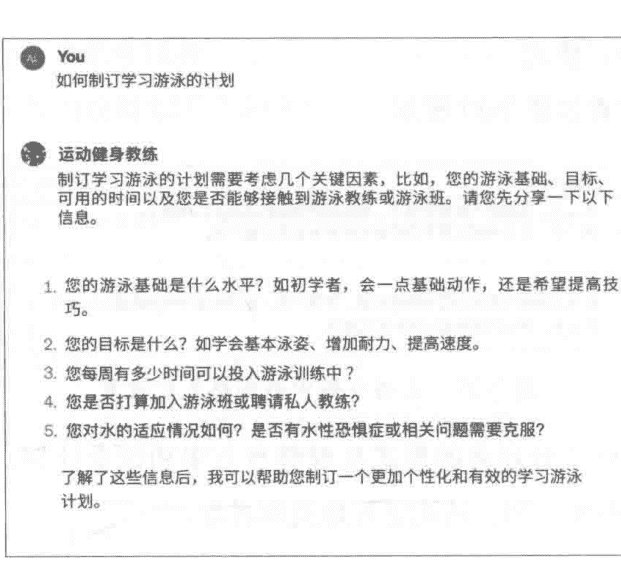 You
如何制订学习游泳的计划
运动健身教练
制订学习游泳的计划需要考虑几个关键因素，比如，您的游泳基础、目标、
可用的时间以及您是否能够接触到游泳教练或游泳班。请您先分享一下以下
信息。
1. 您的游泳基础是什么水平？如初学者，会一点基础动作，还是希望提高技
巧。
2. 您的目标是什么？如学会基本泳姿、增加耐力、提高速度。
3. 您每周有多少时间可以投入游泳训练中？
4. 您是否打算加入游泳班或聘请私人教练？
5. 您对水的适应情况如何？是否有水性恐惧症或相关问题需要克服？
了解了这些信息后，我可以帮助您制订一个更加个性化和有效的学习游泳
计划。